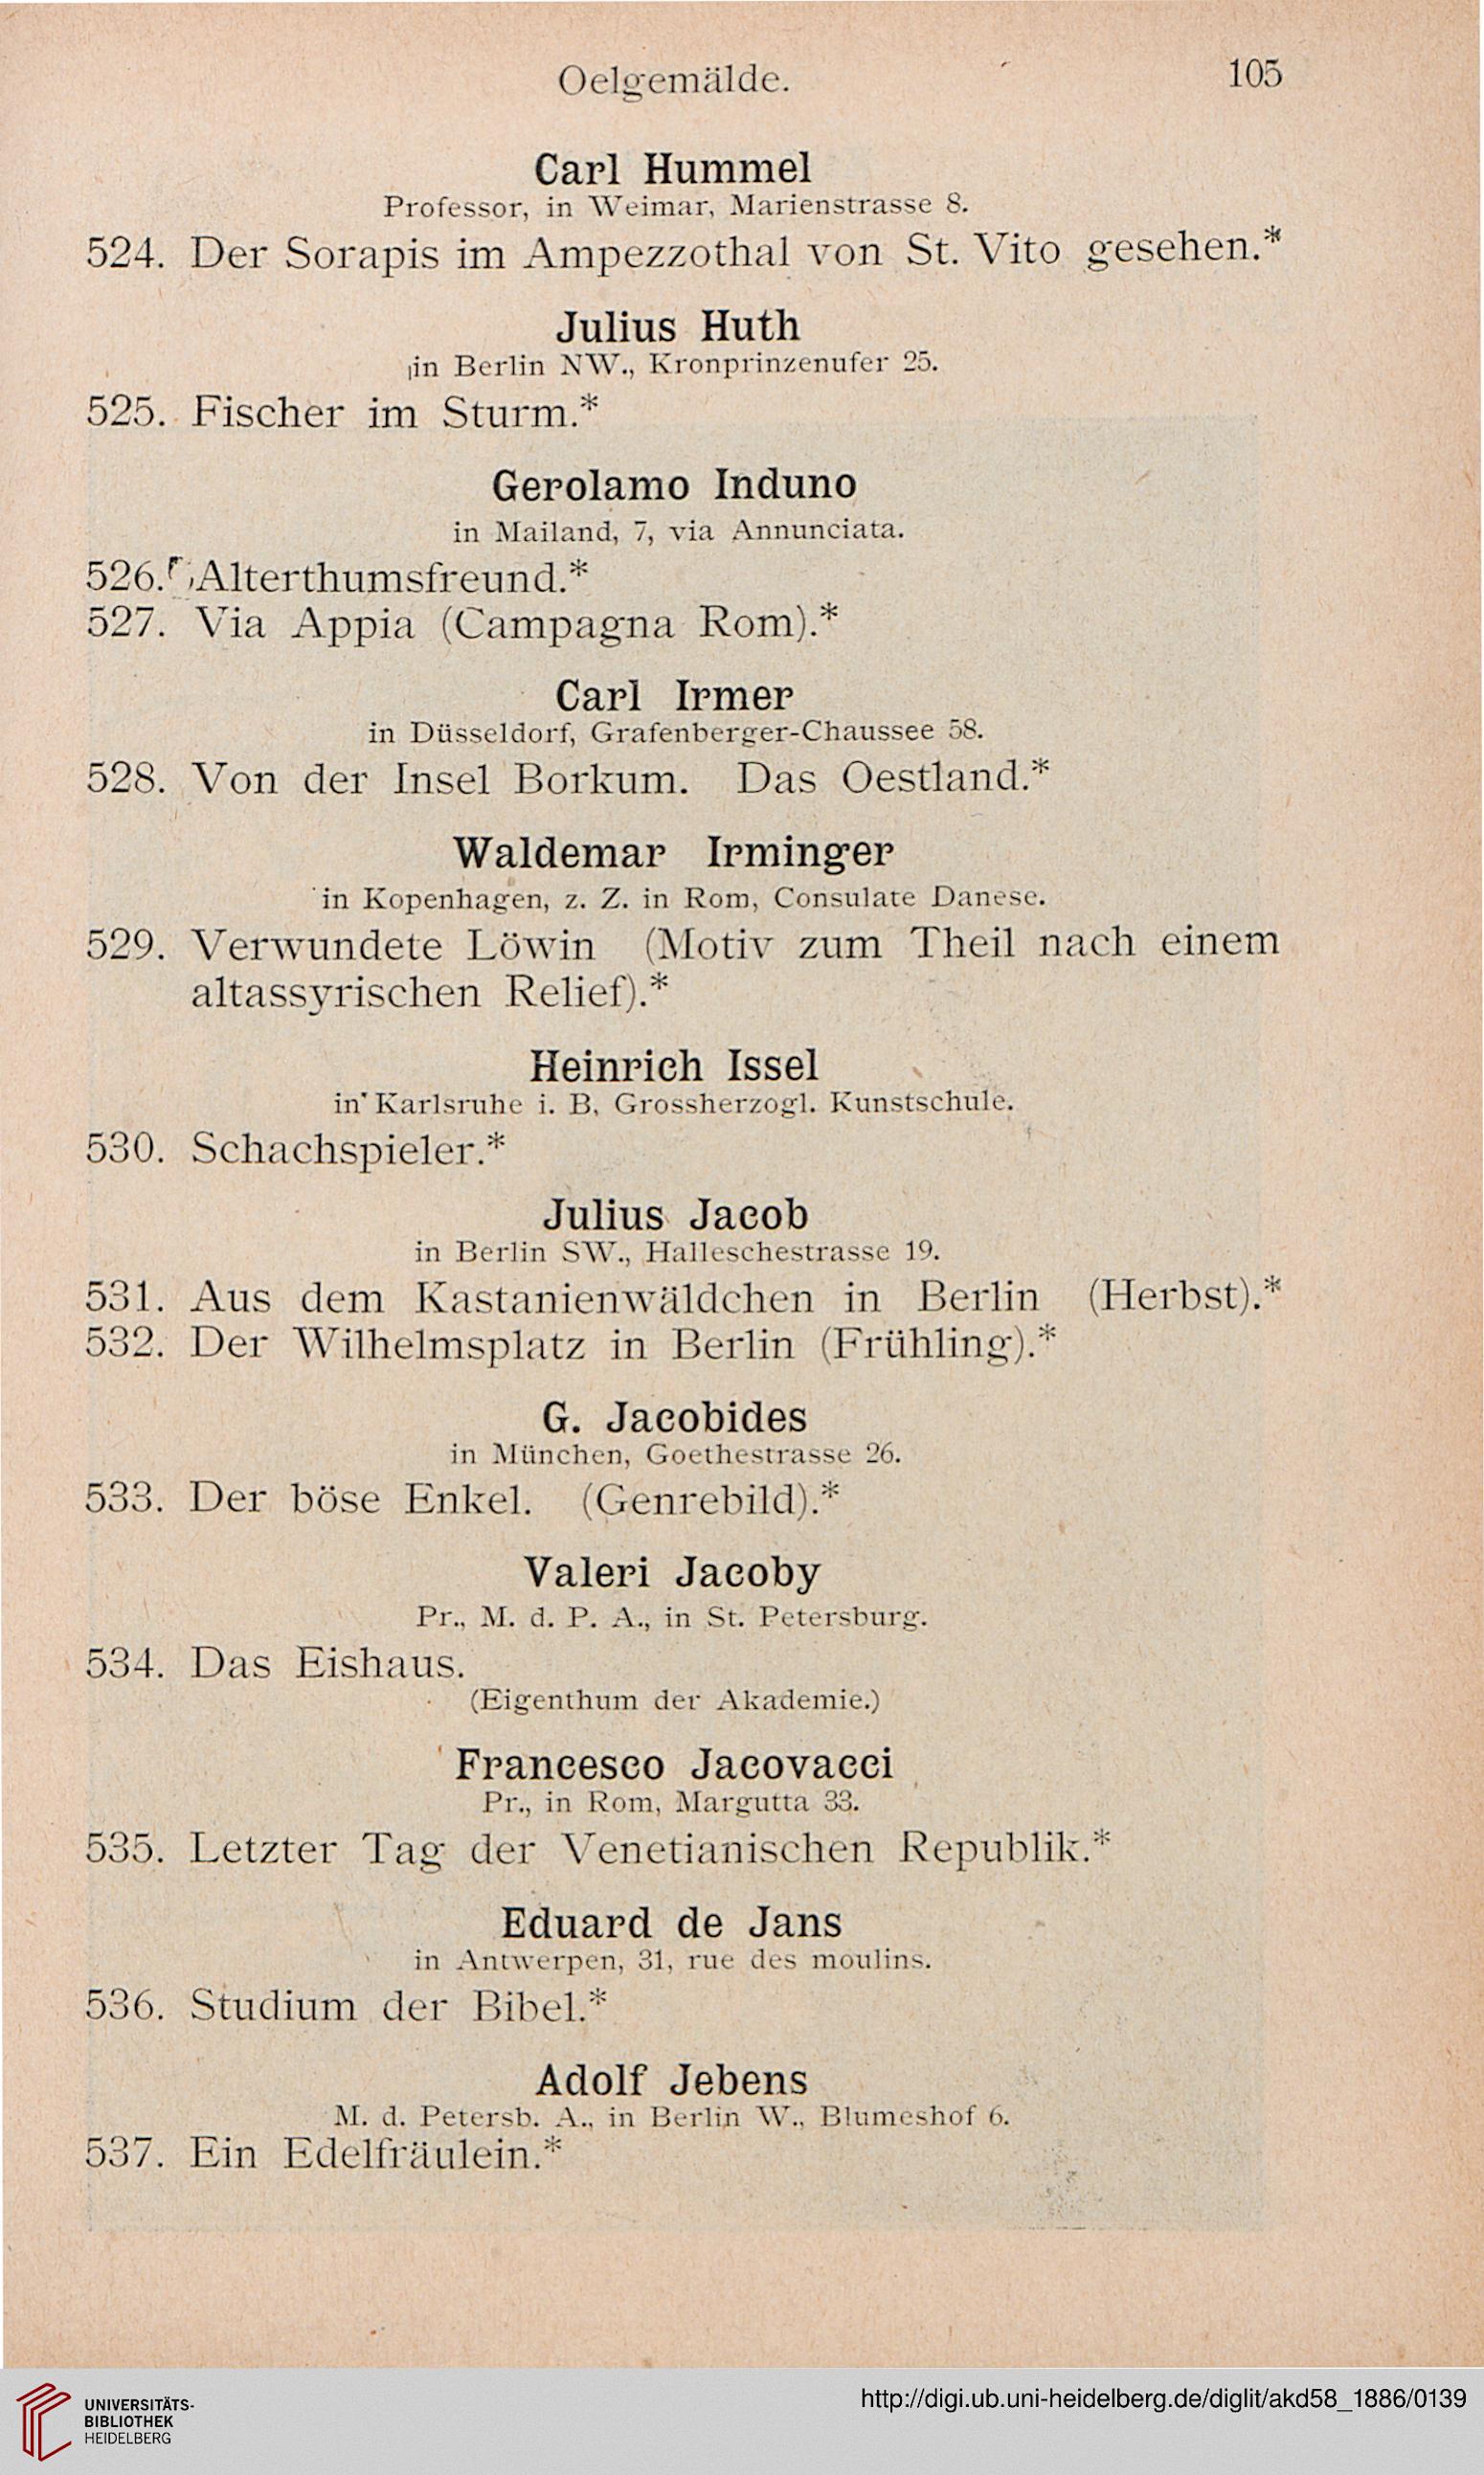 Oelgemälde.
105
Carl Hummel
Professor, in Weimar, Marienstrasse 8.
524. Der Sorapis im Ampezzothal von St. Vito gesehen.*
Julius Huth
in Berlin NW., Kronprinzenufer 25.
525. Fischer im Sturm.*
Gerolamo Induno
in Mailand, 7, via Annunciata.
526. Alterthumsfreund.*
527. Via Appia (Campagna Rom).*
Carl Irmer
in Düsseldorf, Grafenberger-Chaussee 58.
528. Von der Insel Borkum. Das Oestland.*
Waldemar Irminger
in Kopenhagen, z. Z. in Rom, Consulate Danese.
529. Verwundete Löwin (Motiv zum Theil nach einem
altassyrischen Relief).*
Heinrich Issel
in Karlsruhe i. B, Grossherzogl. Kunstschule.
530. Schachspieler.*
Julius Jacob
in Berlin SW., Halleschestrasse 19.
531. Aus dem Kastanienwäldchen in Berlin (Herbst).*
532. Der Wilhelmsplatz in Berlin (Frühling).*
G. Jacobides
in München, Goethestrasse 26.
533. Der böse Enkel. (Genrebild).*
Valeri Jacoby
Pr., M. d. P. A., in St. Petersburg.
534. Das Eishaus.
(Eigenthum der Akademie.)
Francesco Jacovacci
Pr., in Rom, Margutta 33.
535. Letzter Tag der Venetianischen Republik.*
Eduard de Jans
in Antwerpen, 31, rue des moulins.
536. Studium der Bibel.*
Adolf Jebens
M. d. Petersb. A., in Berlin W., Blumeshof 6.
537. Ein Edelfräulein.*
UNIVERSITÄTS-
BIBLIOTHEK
HEIDELBERG
http://digi.ub.uni-heidelberg.de/diglit/akd58_1886/0139